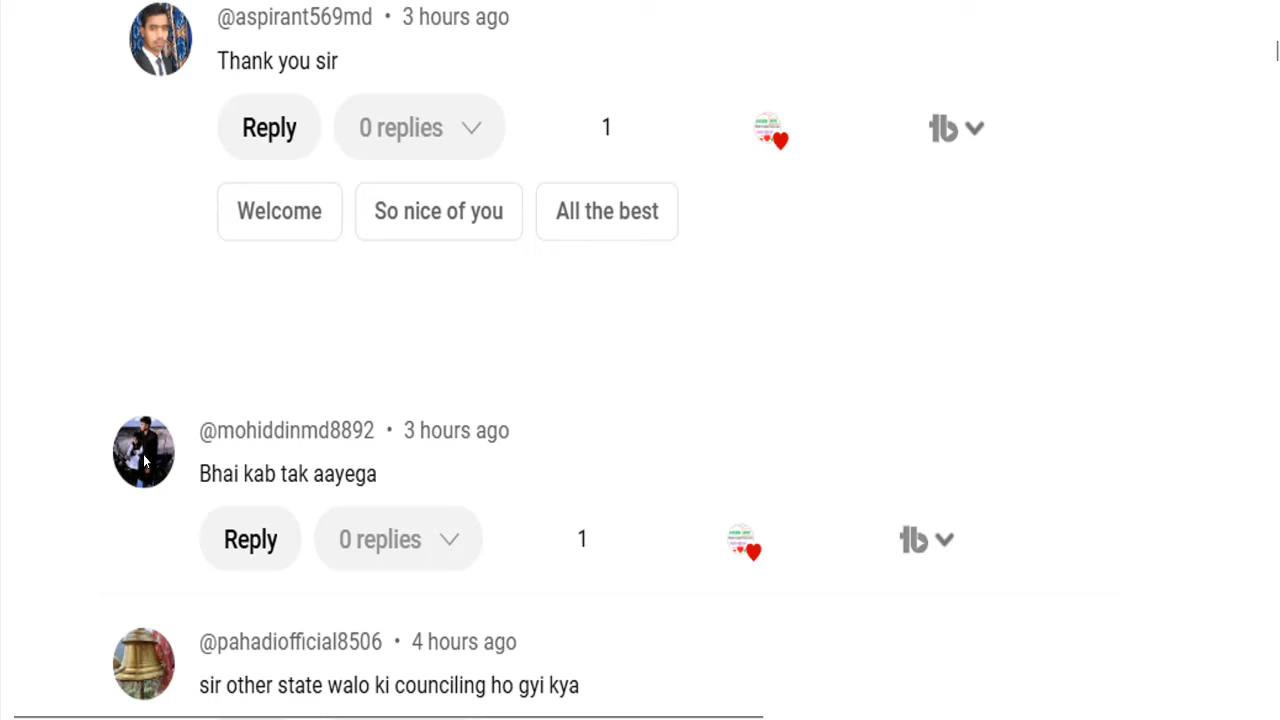 @aspirant569md • 3 hours ago
Thank you sir
Reply 0 replies 1
Welcome So nice of you All the best
@mohiddinmd8892 • 3 hours ago
Bhai kab tak aayega
Reply 0 replies 1
@pahadiofficial8506 • 4 hours ago
sir other state walo ki counciling ho gyi kya